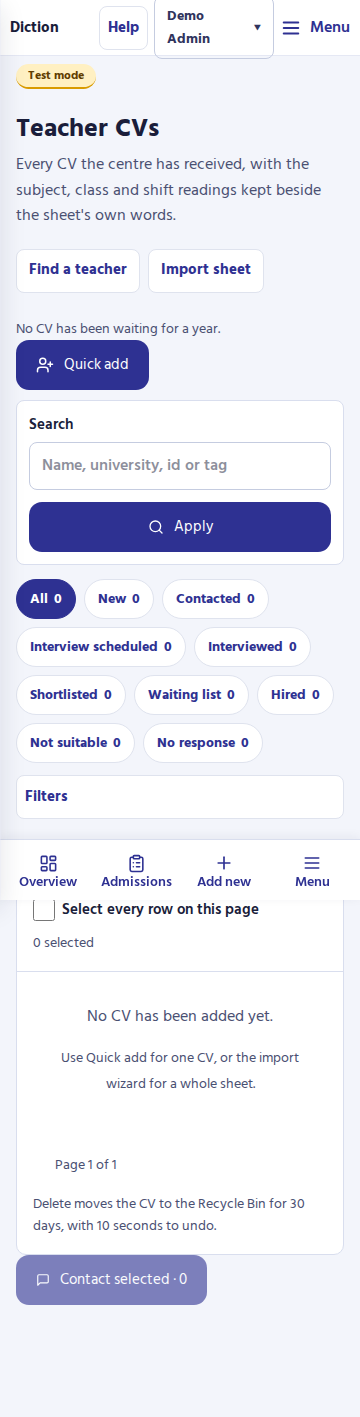 Diction
Help
Demo
Admin
Menu
Test mode
Teacher CVs
Every CV the centre has received, with the
subject, class and shift readings kept beside
the sheet's own words.
Find a teacher
Import sheet
No CV has been waiting for a year.
Quick add
Search
Name, university, id or tag
Apply
All 0
New 0
Contacted 0
Interview scheduled 0
Interviewed 0
Shortlisted 0
Waiting list 0
Hired 0
Not suitable 0
No response 0
Filters
Overview
Admissions
Add new
Menu
Select every row on this page
0 selected
No CV has been added yet.
Use Quick add for one CV, or the import
wizard for a whole sheet.
Page 1 of 1
Delete moves the CV to the Recycle Bin for 30
days, with 10 seconds to undo.
Contact selected · 0